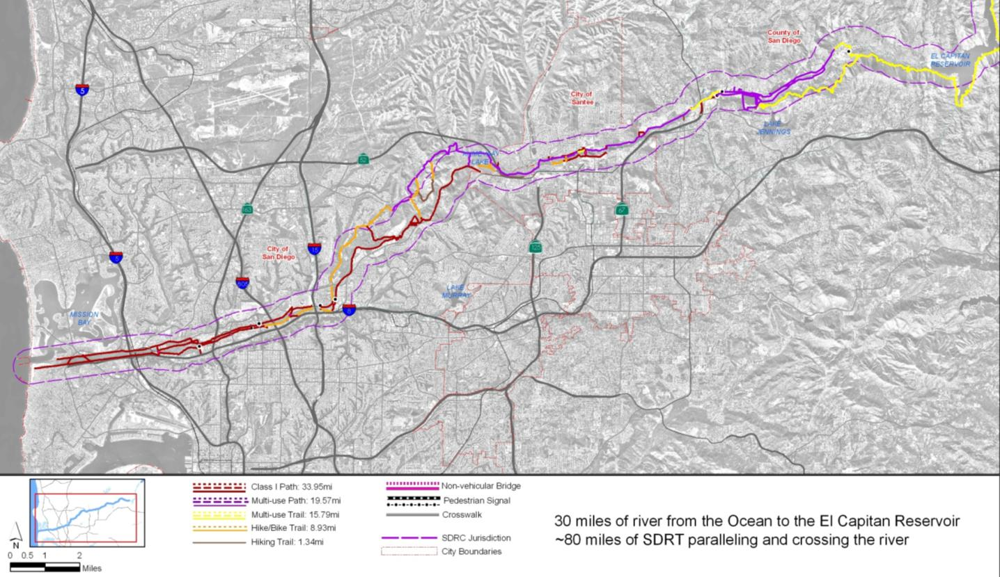 County of
San Diego
EL CAPITAN
RESERVOIR
5
City of
Santee
LAKE
JENNINGS
52
LAKE
163
67
City of
San Diego
15
125
5
805
LAKE
MURRAY
8
MISSION
BAY
Class I Path: 33.95mi
Multi-use Path: 19.57mi
Multi-use Trail: 15.79mi
Hike/Bike Trail: 8.93mi
Hiking Trail: 1.34mi
Non-vehicular Bridge
Pedestrian Signal
Crosswalk
SDRC Jurisdiction
City Boundaries
30 miles of river from the Ocean to the El Capitan Reservoir
~80 miles of SDRT paralleling and crossing the river
N
0 0.5 1 2
Miles